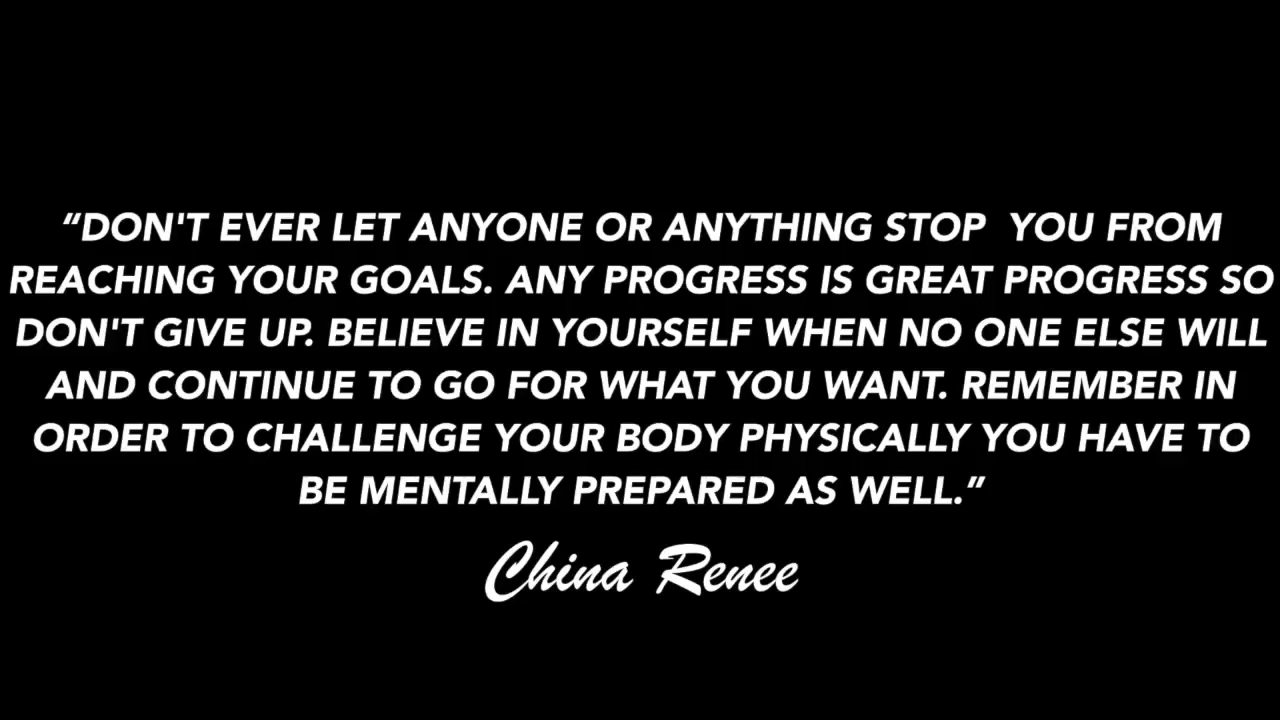 “DON'T EVER LET ANYONE OR ANYTHING STOP  YOU FROM
REACHING YOUR GOALS. ANY PROGRESS IS GREAT PROGRESS SO
DON'T GIVE UP. BELIEVE IN YOURSELF WHEN NO ONE ELSE WILL
AND CONTINUE TO GO FOR WHAT YOU WANT. REMEMBER IN
ORDER TO CHALLENGE YOUR BODY PHYSICALLY YOU HAVE TO
BE MENTALLY PREPARED AS WELL.”
China Renee